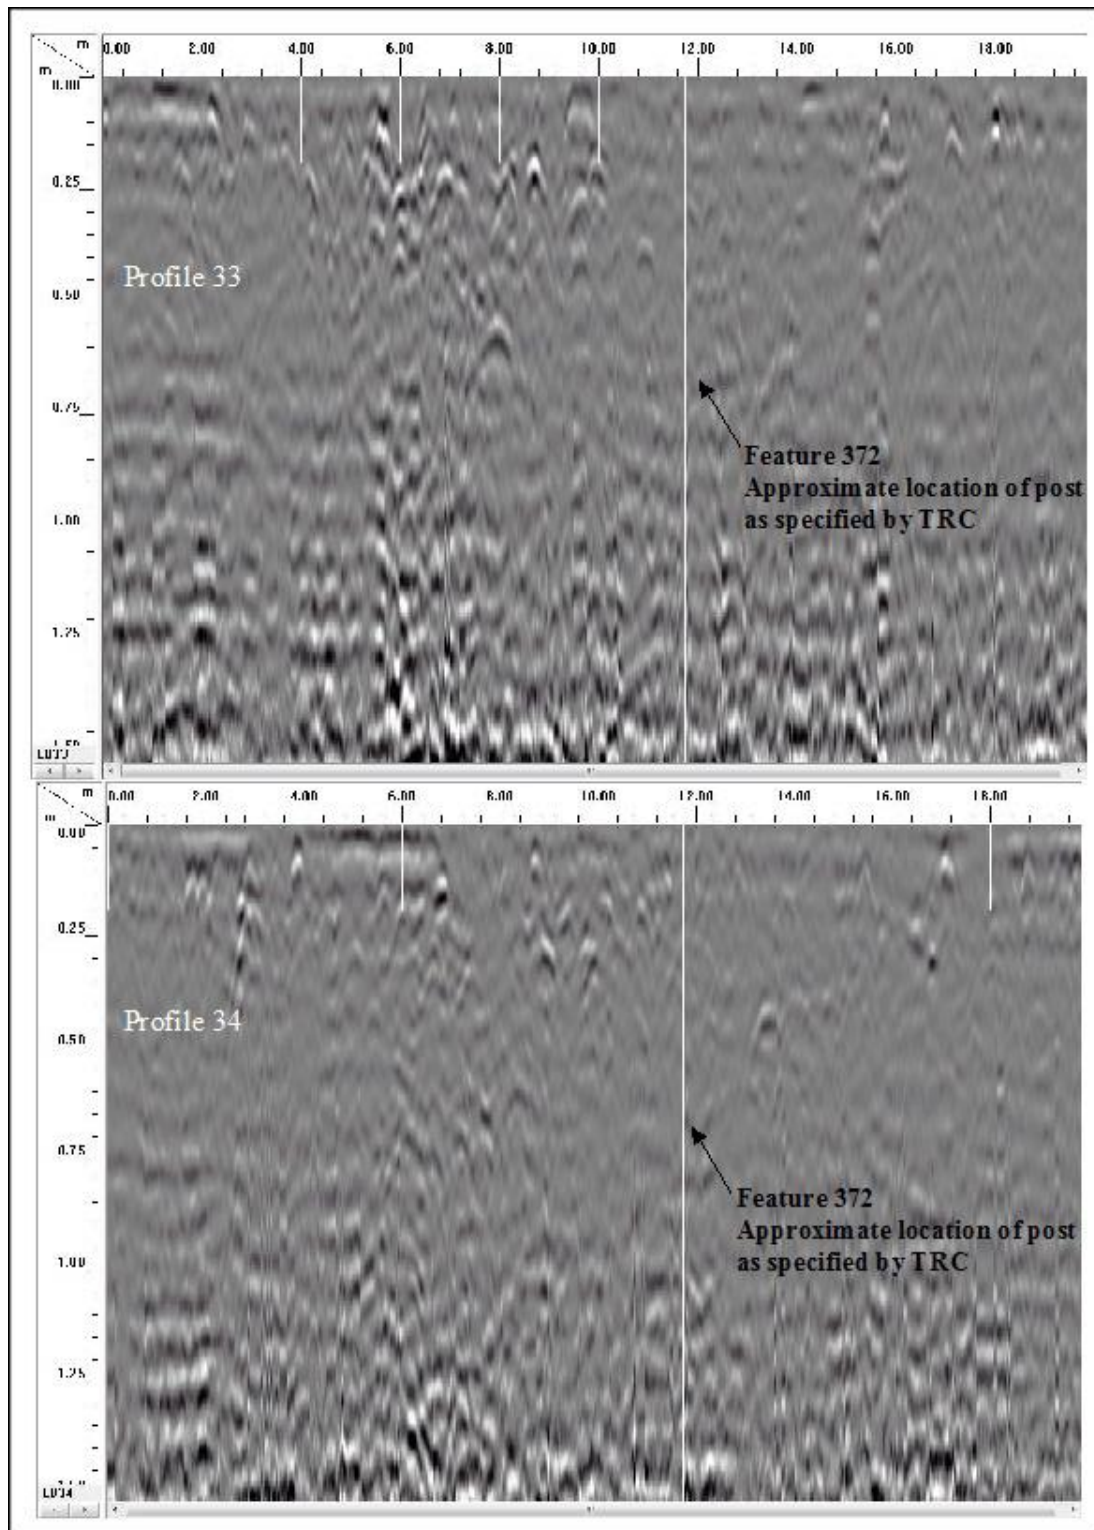 m 0.00 2.00 4.00 6.00 8.00 10.00 12.00 14.00 16.00 18.00
m
0.00
0.25
Profile 33
0.50
0.75
Feature 372
Approximate location of post
as specified by TRC
1.00
1.25
1.50
m 0.00 2.00 4.00 6.00 8.00 10.00 12.00 14.00 16.00 18.00
m
0.00
0.25
Profile 34
0.50
0.75
Feature 372
Approximate location of post
as specified by TRC
1.00
1.25